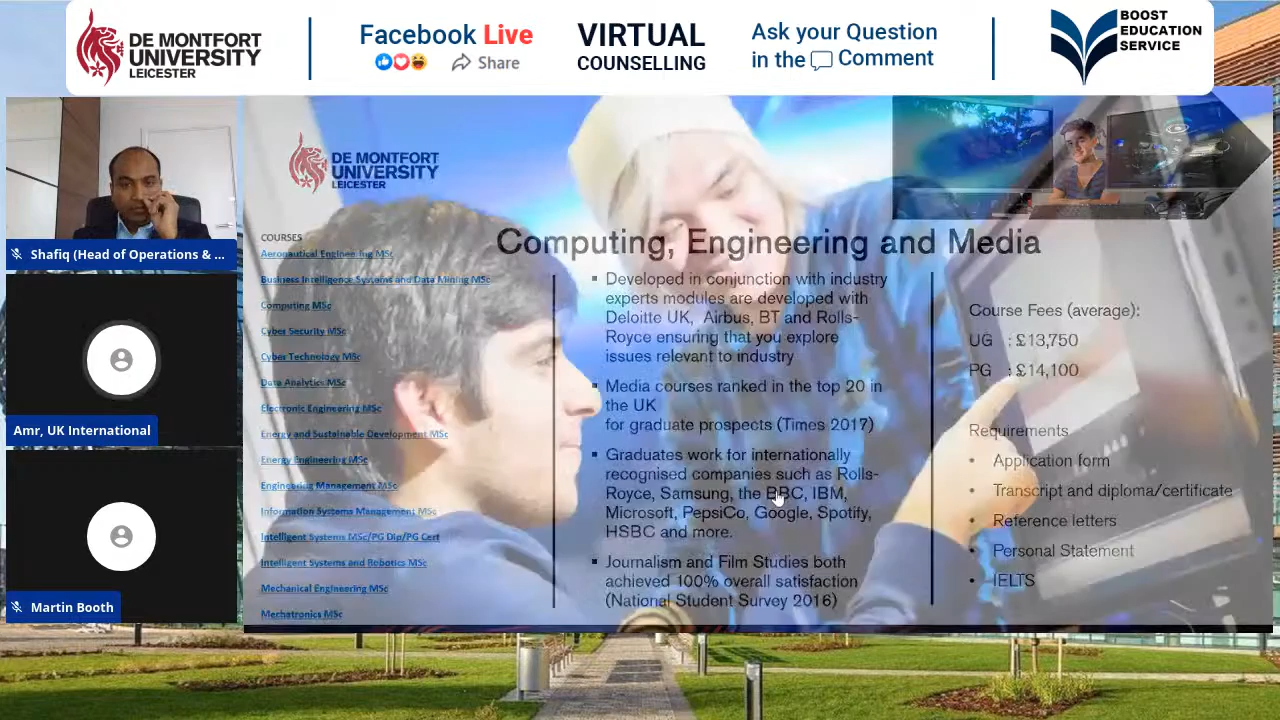 DE MONTFORT
UNIVERSITY
LEICESTER
Facebook Live
Share
VIRTUAL
COUNSELLING
Ask your Question
in the Comment
BOOST
EDUCATION
SERVICE
Shafiq (Head of Operations & ...
Amr, UK International
Martin Booth
DE MONTFORT
UNIVERSITY
LEICESTER
Computing, Engineering and Media
COURSES
Aeronautical Engineering MSc
Business Intelligence Systems and Data Mining MSc
Computing MSc
Cyber Security MSc
Cyber Technology MSc
Data Analytics MSc
Electronic Engineering MSc
Energy and Sustainable Development MSc
Energy Engineering MSc
Engineering Management MSc
Information Systems Management MSc
Intelligent Systems MSc/PG Dip/PG Cert
Intelligent Systems and Robotics MSc
Mechanical Engineering MSc
Mechatronics MSc
▪ Developed in conjunction with industry
experts modules are developed with
Deloitte UK, Airbus, BT and Rolls-
Royce ensuring that you explore
issues relevant to industry
▪ Media courses ranked in the top 20 in
the UK
for graduate prospects (Times 2017)
▪ Graduates work for internationally
recognised companies such as Rolls-
Royce, Samsung, the BBC, IBM,
Microsoft, PepsiCo, Google, Spotify,
HSBC and more.
▪ Journalism and Film Studies both
achieved 100% overall satisfaction
(National Student Survey 2016)
Course Fees (average):
UG : £13,750
PG : £14,100
Requirements
• Application form
• Transcript and diploma/certificate
• Reference letters
• Personal Statement
• IELTS